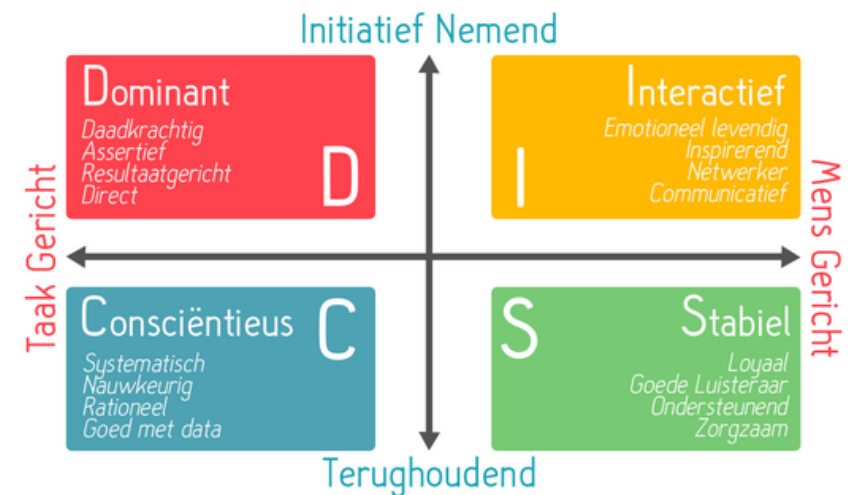 Initiatief Nemend
Dominant
Daadkrachtig
Assertief
Resultaatgericht
Direct
D
Interactief
Emotioneel levendig
Inspirerend
Netwerker
Communicatief
I
Taak Gericht
Mens Gericht
Consciëntieus
Systematisch
Nauwkeurig
Rationeel
Goed met data
C
Stabiel
Loyaal
Goede Luisteraar
Ondersteunend
Zorgzaam
S
Terughoudend